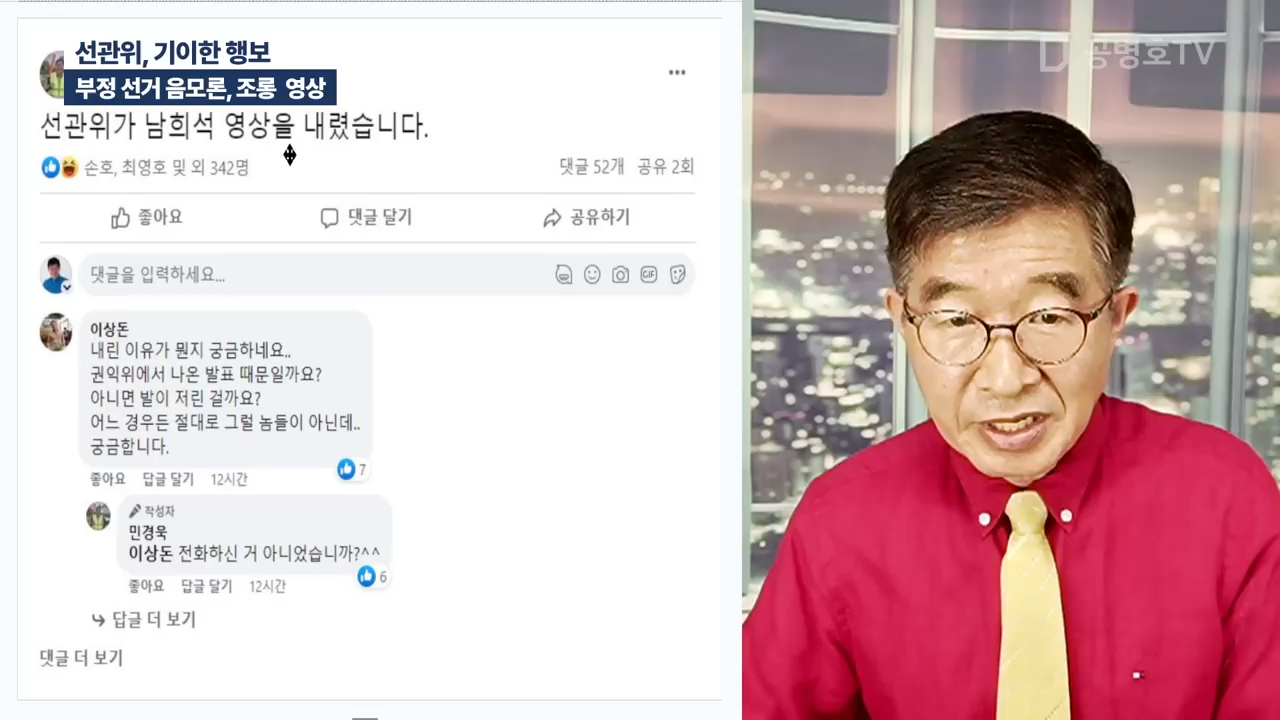 선관위, 기이한 행보
부정 선거 음모론, 조롱 영상
공병호TV
선관위가 남희석 영상을 내렸습니다.
손호, 최영호 및 외 342명
댓글 52개 공유 2회
좋아요 댓글 달기 공유하기
댓글을 입력하세요...
GIF
이상돈
내린 이유가 뭔지 궁금하네요..
권익위에서 나온 발표 때문일까요?
아니면 발이 저린 걸까요?
어느 경우든 절대로 그럴 놈들이 아닌데..
궁금합니다.
좋아요 답글 달기 12시간
7
작성자
민경욱
이상돈 전화하신 거 아니었습니까?^^
좋아요 답글 달기 12시간
6
답글 더 보기
댓글 더 보기